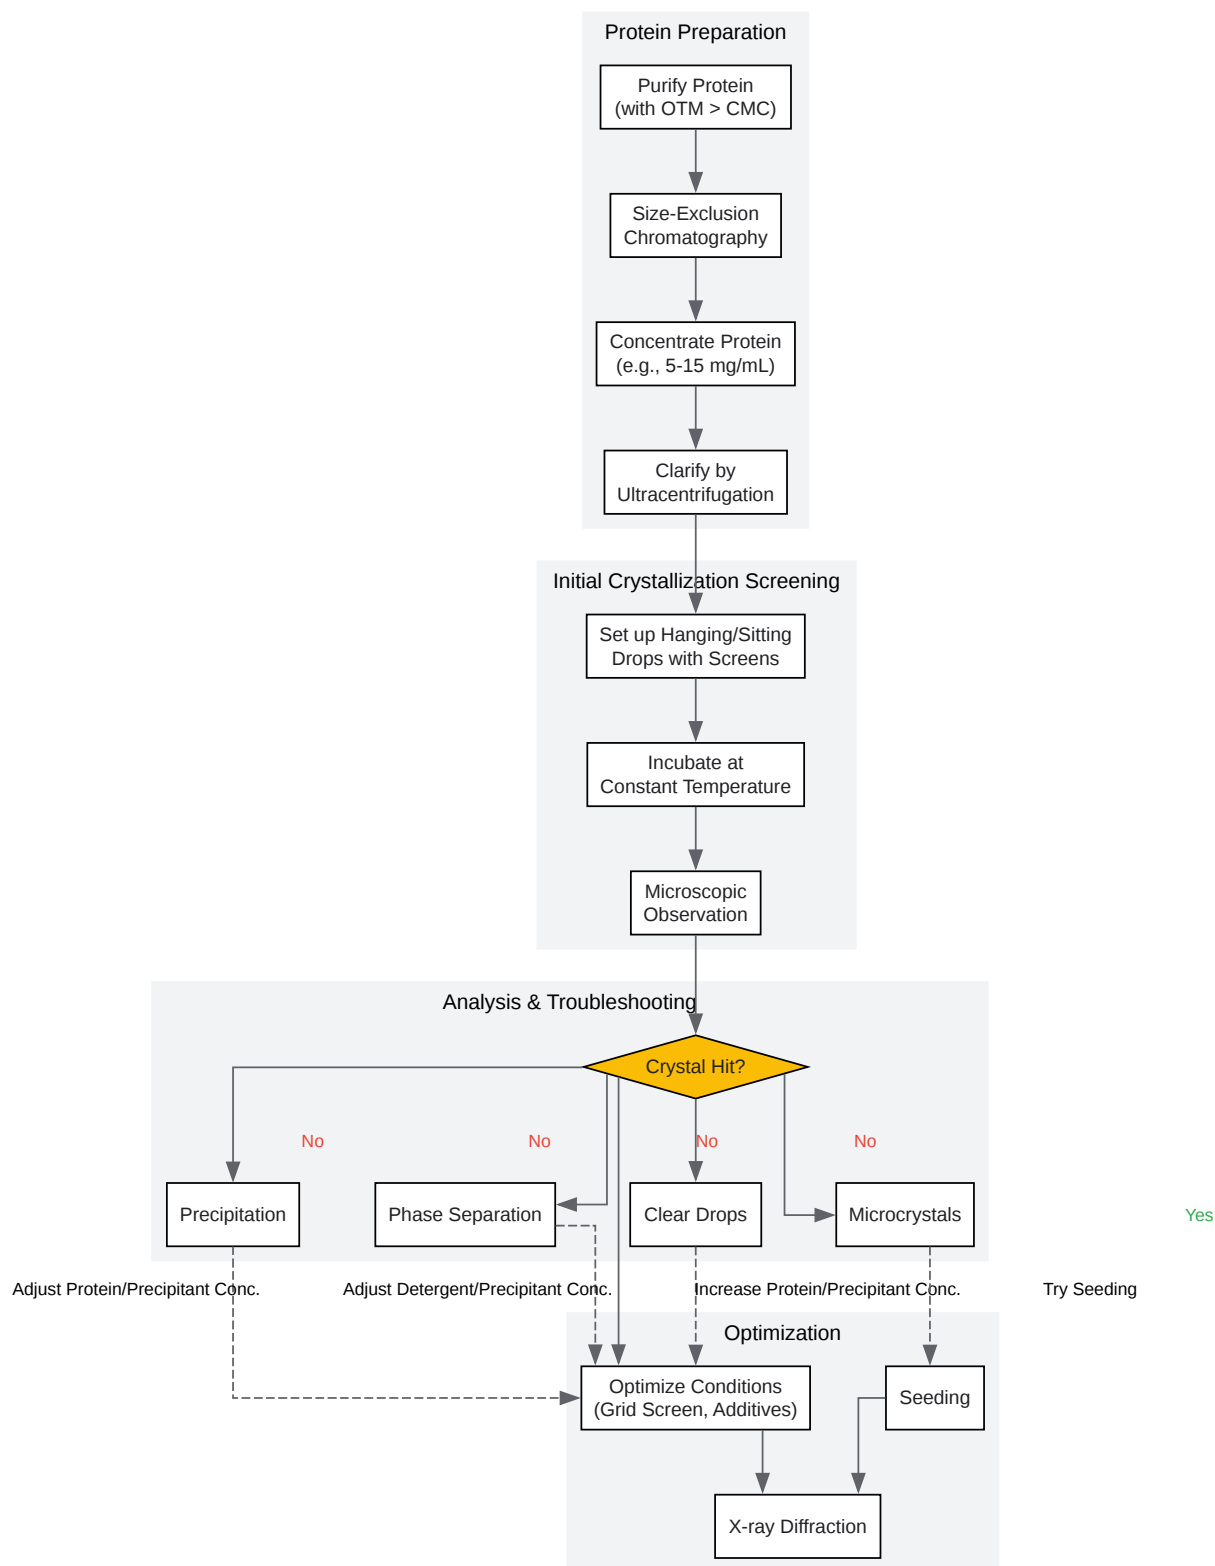 Protein Preparation
Purify Protein
(with OTM > CMC)
Size-Exclusion
Chromatography
Concentrate Protein
(e.g., 5-15 mg/mL)
Clarify by
Ultracentrifugation
Initial Crystallization Screening
Set up Hanging/Sitting
Drops with Screens
Incubate at
Constant Temperature
Microscopic
Observation
Analysis & Troubleshooting
Crystal Hit?
No
No
No
No
Precipitation
Phase Separation
Clear Drops
Microcrystals
Yes
Adjust Protein/Precipitant Conc.
Adjust Detergent/Precipitant Conc.
Increase Protein/Precipitant Conc.
Try Seeding
Optimization
Optimize Conditions
(Grid Screen, Additives)
Seeding
X-ray Diffraction